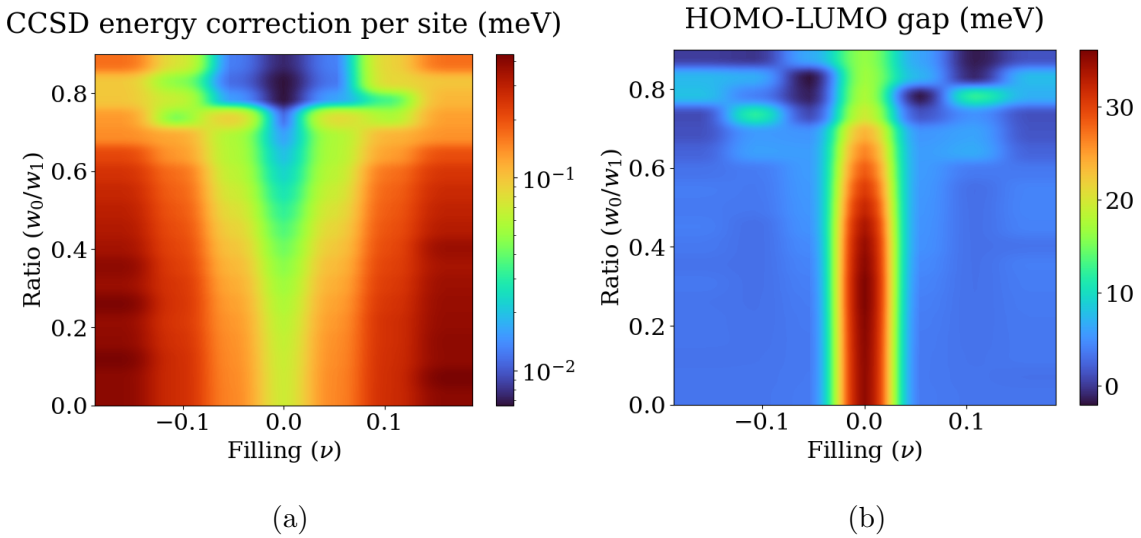 CCSD energy correction per site (meV)
0.8
0.6
0.4
0.2
0.0
Ratio (w₀/w₁)
−0.1
0.0
0.1
Filling (ν)
10⁻¹
10⁻²
(a)
HOMO-LUMO gap (meV)
0.8
0.6
0.4
0.2
0.0
Ratio (w₀/w₁)
−0.1
0.0
0.1
Filling (ν)
30
20
10
0
(b)